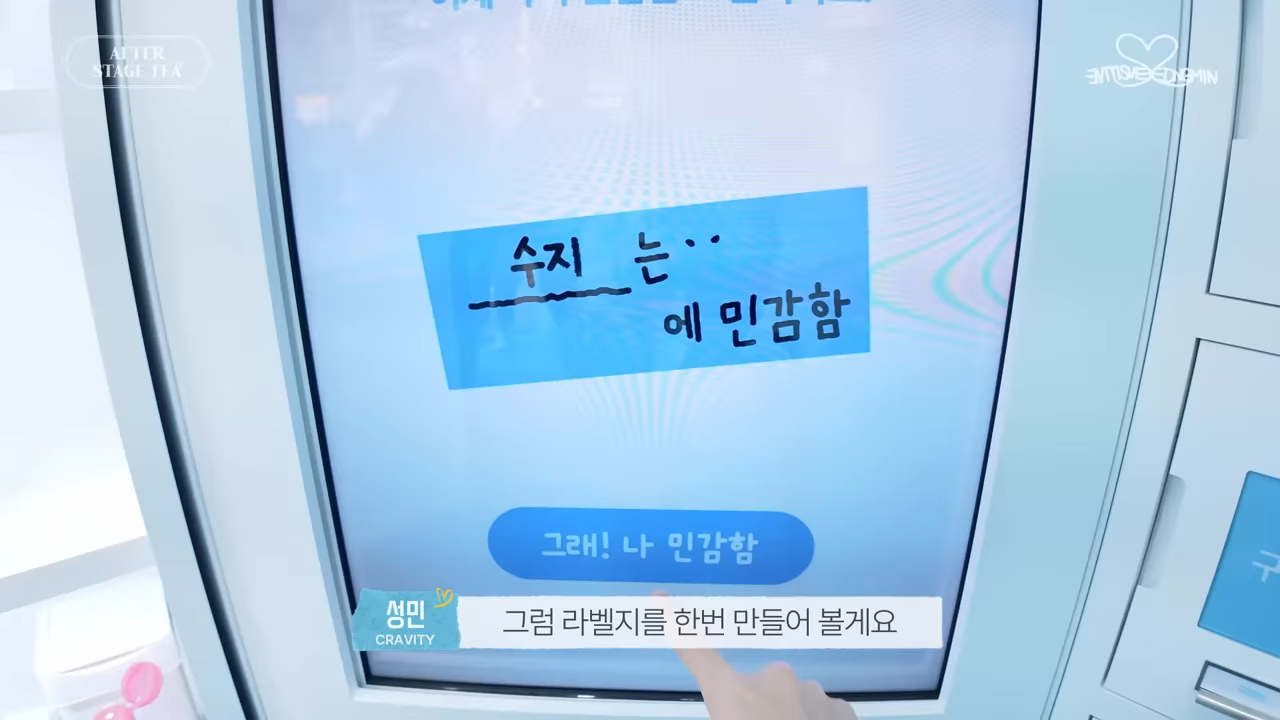 AFTER
STAGE TEA
수지 는..
에 민감함
그래! 나 민감함
성민
CRAVITY
그럼 라벨지를 한번 만들어 볼게요
구